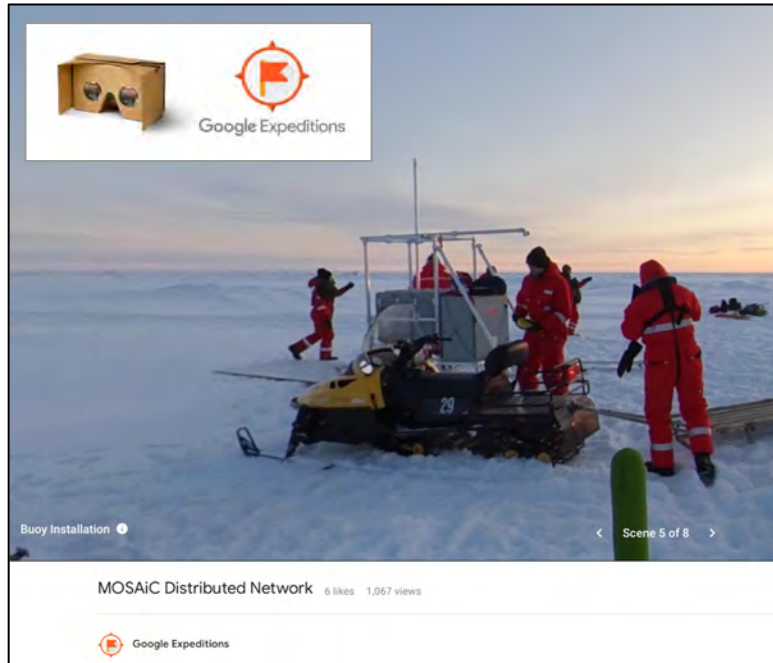 Google Expeditions
29
Buoy Installation
Scene 5 of 8
MOSAiC Distributed Network 6 likes 1,067 views
Google Expeditions